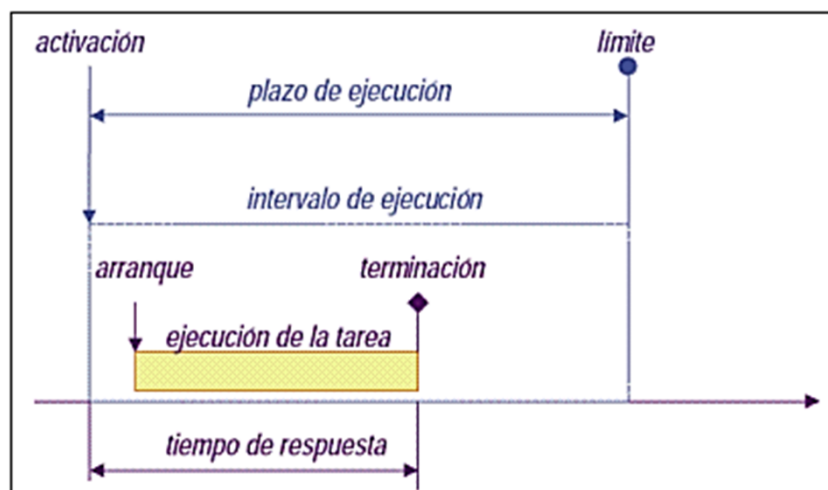 activación
límite
plazo de ejecución
intervalo de ejecución
arranque
terminación
ejecución de la tarea
tiempo de respuesta